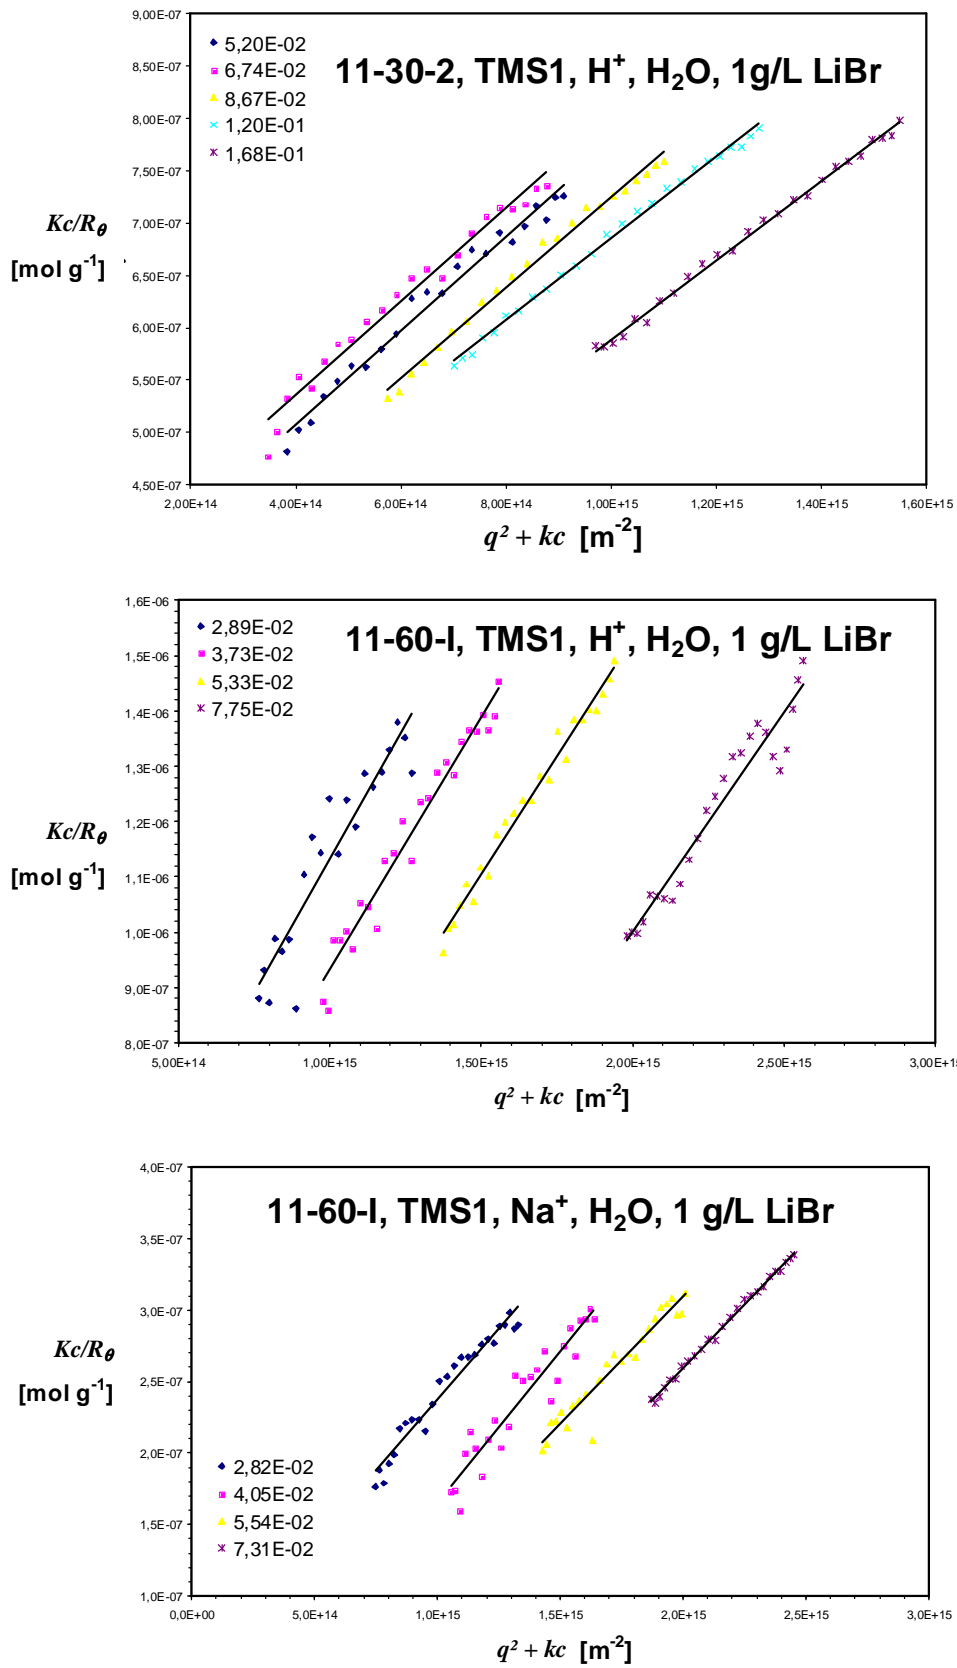 9,00E-07
8,50E-07
8,00E-07
7,50E-07
7,00E-07
6,50E-07
6,00E-07
5,50E-07
5,00E-07
4,50E-07
5,20E-02
6,74E-02
8,67E-02
1,20E-01
1,68E-01
11-30-2, TMS1, H⁺, H₂O, 1g/L LiBr
Kc/Rθ
[mol g⁻¹]
2,00E+14 4,00E+14 6,00E+14 8,00E+14 1,00E+15 1,20E+15 1,40E+15 1,60E+15
q² + kc [m⁻²]
1,6E-06
1,5E-06
1,4E-06
1,3E-06
1,2E-06
1,1E-06
1,0E-06
9,0E-07
8,0E-07
2,89E-02
3,73E-02
5,33E-02
7,75E-02
11-60-I, TMS1, H⁺, H₂O, 1 g/L LiBr
Kc/Rθ
[mol g⁻¹]
5,00E+14 1,00E+15 1,50E+15 2,00E+15 2,50E+15 3,00E+15
q² + kc [m⁻²]
4,0E-07
3,5E-07
3,0E-07
2,5E-07
2,0E-07
1,5E-07
1,0E-07
11-60-I, TMS1, Na⁺, H₂O, 1 g/L LiBr
Kc/Rθ
[mol g⁻¹]
2,82E-02
4,05E-02
5,54E-02
7,31E-02
0,0E+00 5,0E+14 1,0E+15 1,5E+15 2,0E+15 2,5E+15 3,0E+15
q² + kc [m⁻²]